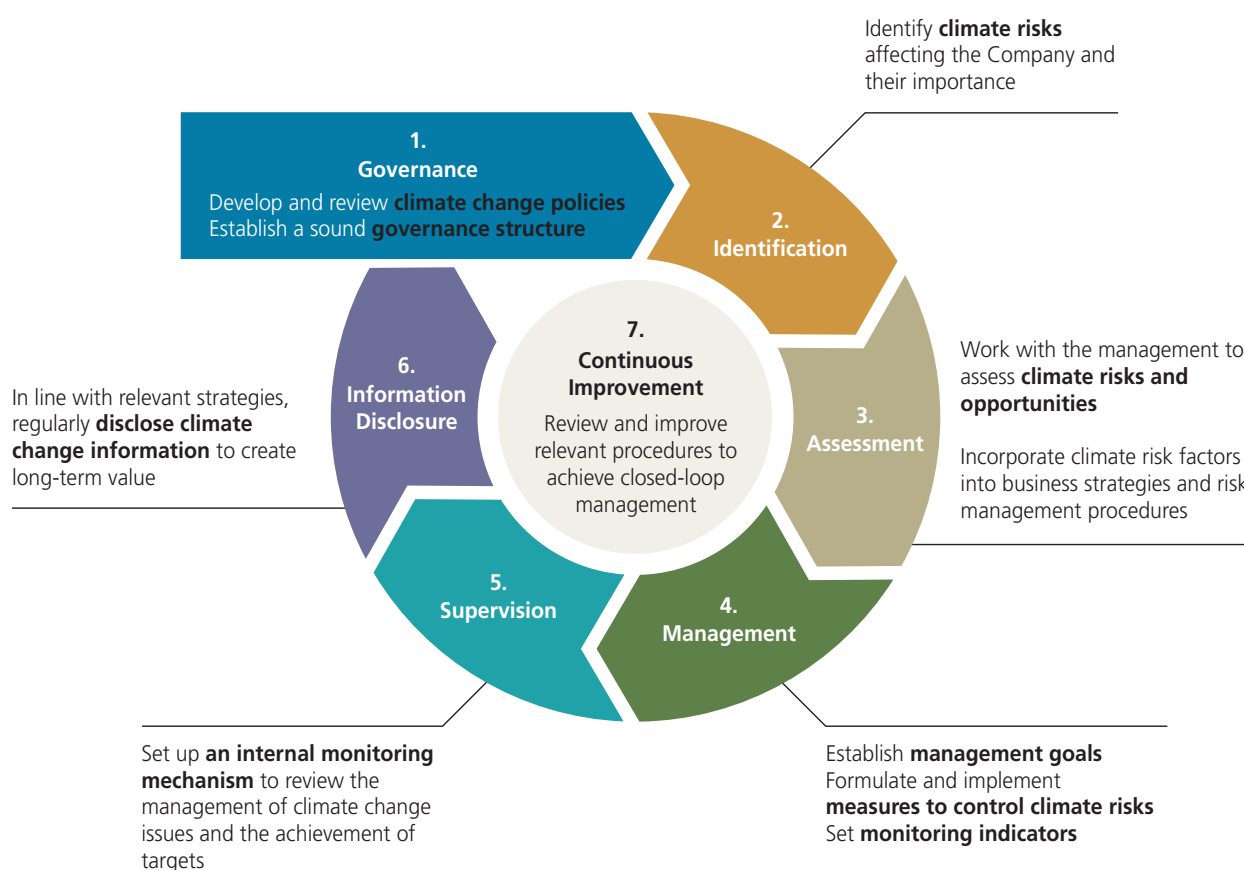 1.
Governance
Develop and review climate change policies
Establish a sound governance structure
Identify climate risks
affecting the Company and
their importance
2.
Identification
Work with the management to
assess climate risks and
opportunities
Incorporate climate risk factors
into business strategies and risk
management procedures
3.
Assessment
4.
Management
Establish management goals
Formulate and implement
measures to control climate risks
Set monitoring indicators
5.
Supervision
Set up an internal monitoring
mechanism to review the
management of climate change
issues and the achievement of
targets
6.
Information
Disclosure
In line with relevant strategies,
regularly disclose climate
change information to create
long-term value
7.
Continuous
Improvement
Review and improve
relevant procedures to
achieve closed-loop
management